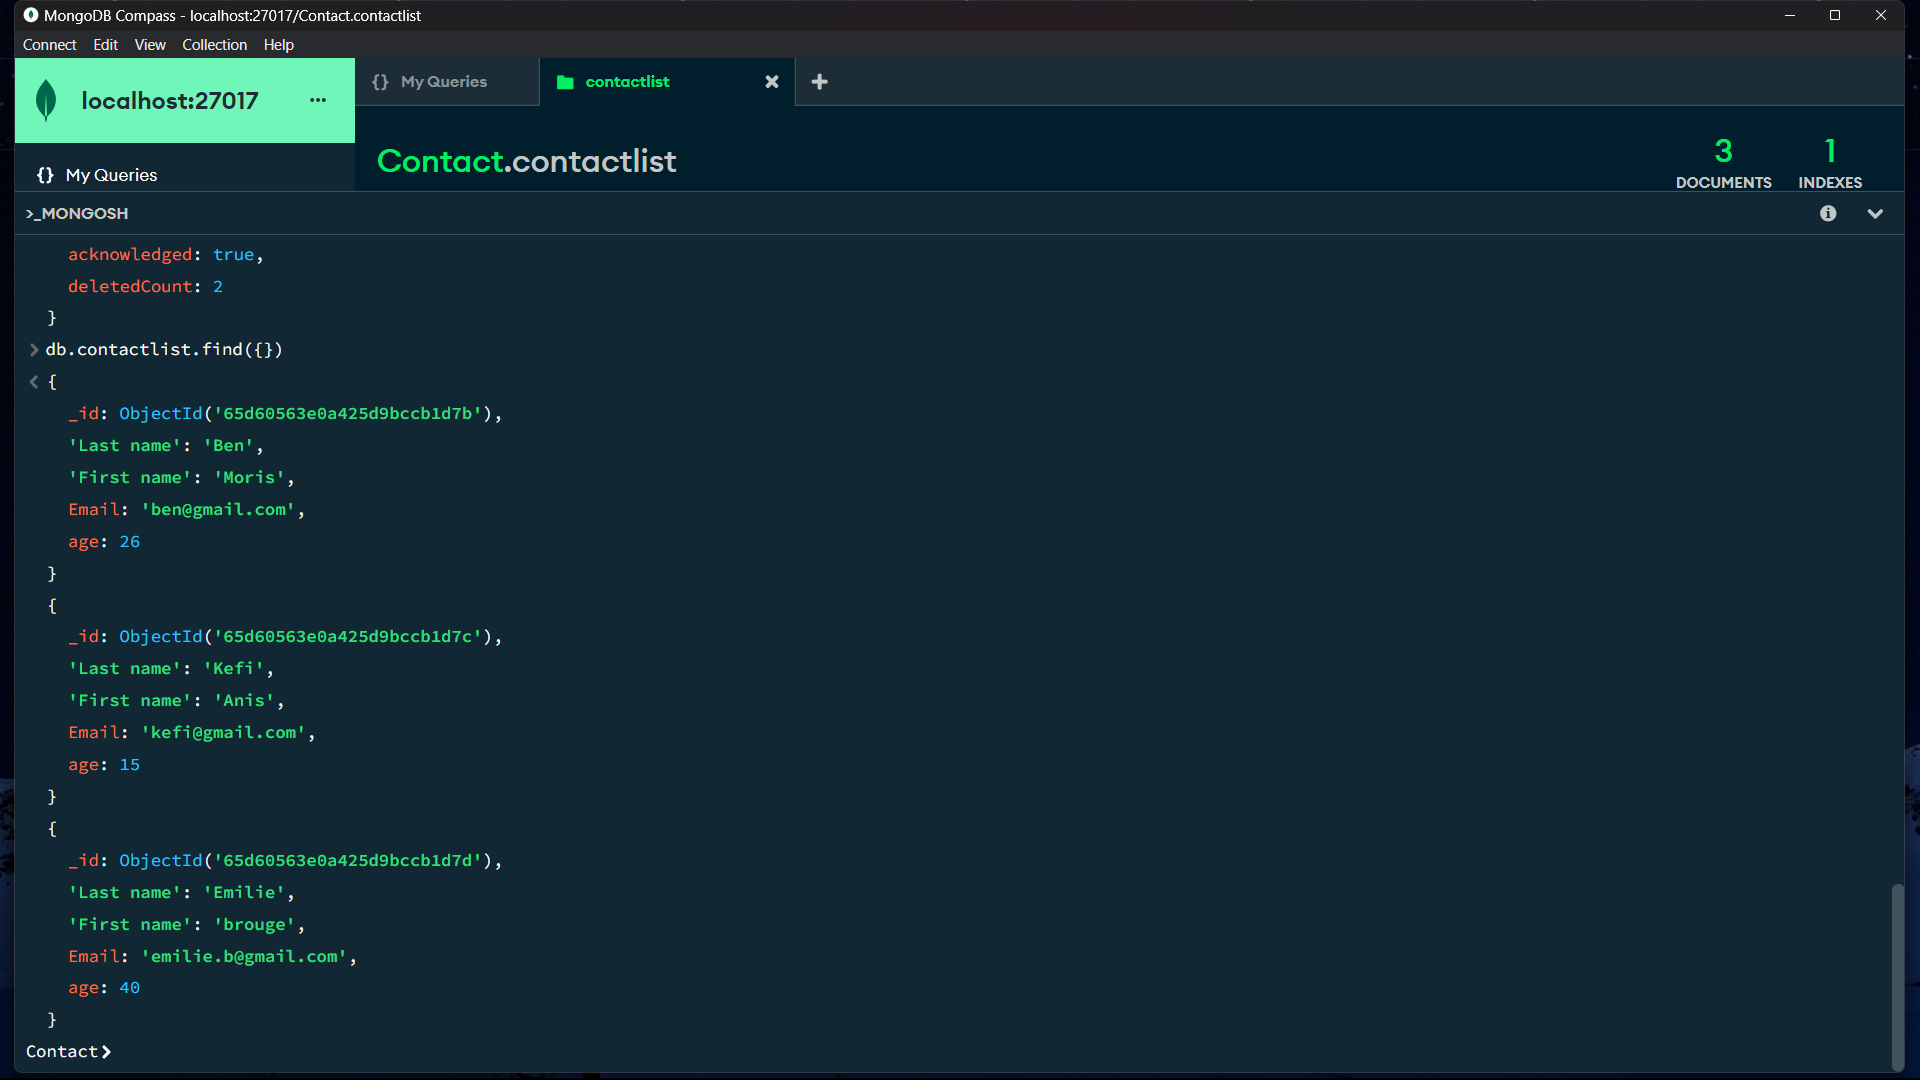 MongoDB Compass - localhost:27017/Contact.contactlist
Connect Edit View Collection Help
localhost:27017 ...
{} My Queries
contactlist
{} My Queries
Contact.contactlist
3
DOCUMENTS
1
INDEXES
>_MONGOSH
acknowledged: true,
deletedCount: 2
}
> db.contactlist.find({})
< {
_id: ObjectId('65d60563e0a425d9bccb1d7b'),
'Last name': 'Ben',
'First name': 'Moris',
Email: 'ben@gmail.com',
age: 26
}
{
_id: ObjectId('65d60563e0a425d9bccb1d7c'),
'Last name': 'Kefi',
'First name': 'Anis',
Email: 'kefi@gmail.com',
age: 15
}
{
_id: ObjectId('65d60563e0a425d9bccb1d7d'),
'Last name': 'Emilie',
'First name': 'brouge',
Email: 'emilie.b@gmail.com',
age: 40
}
Contact>